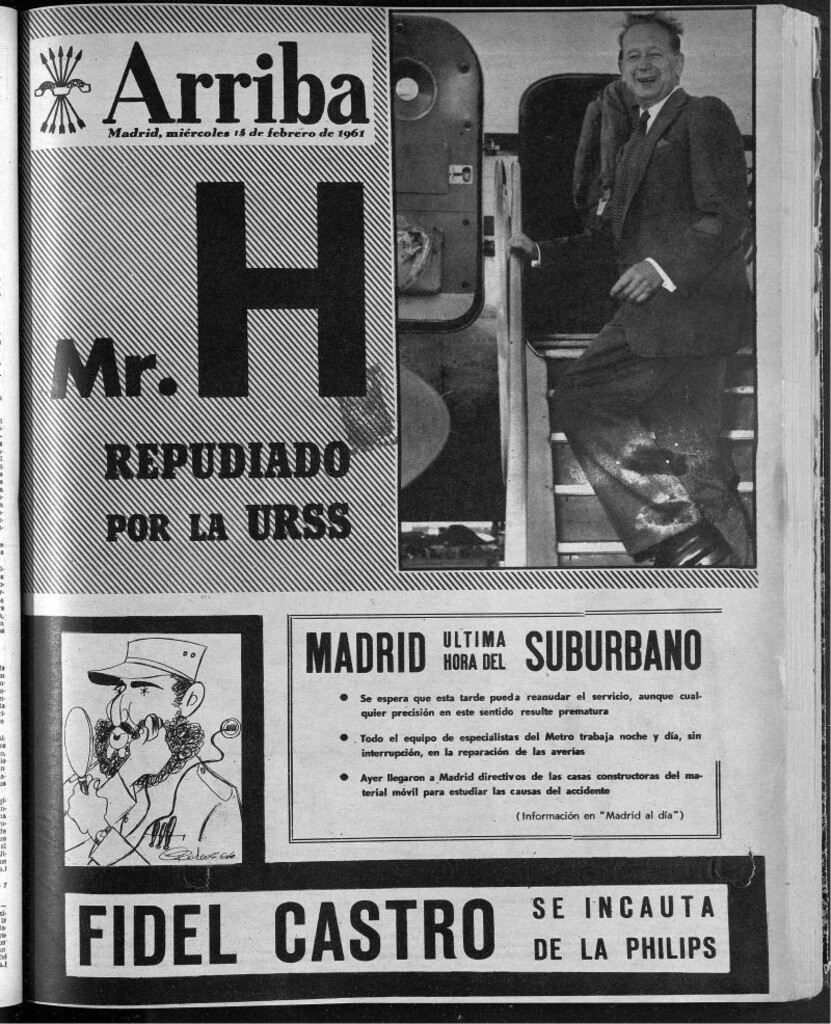 Arriba
Madrid, miércoles 15 de febrero de 1961
Mr. H
REPUDIADO
POR LA URSS
MADRID ULTIMA HORA DEL SUBURBANO
● Se espera que esta tarde pueda reanudar el servicio, aunque cual-
quier precisión en este sentido resulte prematura
● Todo el equipo de especialistas del Metro trabaja noche y día, sin
interrupción, en la reparación de las averías
● Ayer llegaron a Madrid directivos de las casas constructoras del ma-
terial móvil para estudiar las causas del accidente
(Información en "Madrid al día")
FIDEL CASTRO
SE INCAUTA
DE LA PHILIPS